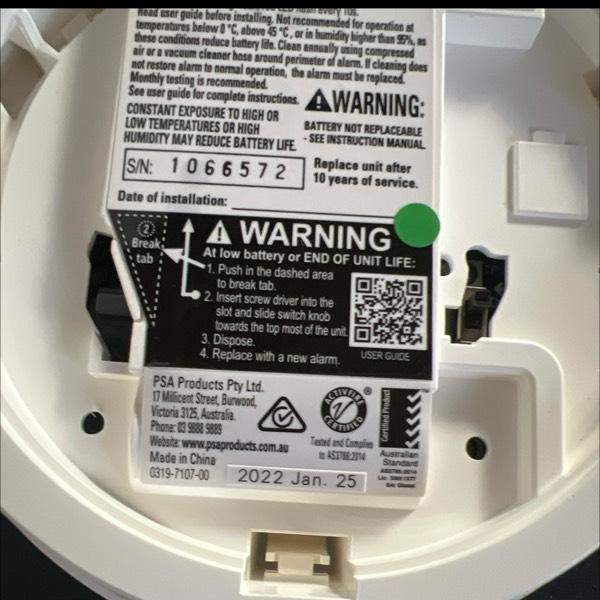 LED flash every
Read user guide before installing. Not recommended for operation at
temperatures below 0 °C, above 45 °C, or in humidity higher than 95%, as
these conditions reduce battery life. Clean annually using compressed
air or a vacuum cleaner hose around perimeter of alarm. If cleaning does
not restore alarm to normal operation, the alarm must be replaced.
Monthly testing is recommended.
See user guide for complete instructions.
CONSTANT EXPOSURE TO HIGH OR
LOW TEMPERATURES OR HIGH
HUMIDITY MAY REDUCE BATTERY LIFE.
WARNING:
BATTERY NOT REPLACEABLE
- SEE INSTRUCTION MANUAL
S/N: 1066572
Replace unit after
10 years of service.
Date of installation:
2
Break
tab
WARNING
At low battery or END OF UNIT LIFE:
1. Push in the dashed area
to break tab.
2. Insert screw driver into the
slot and slide switch knob
towards the top most of the unit.
3. Dispose.
4. Replace with a new alarm.
USER GUIDE
PSA Products Pty Ltd.
17 Millicent Street, Burwood,
Victoria 3125, Australia.
Phone: 03 9888 9889
Website: www.psaproducts.com.au
Made in China
0319-7107-00
2022 Jan. 25
ACTIVFIRE
CERTIFIED
®
Tested and Complies
to AS3786:2014
Certified Product
Australian
Standard
AS3786:2014
SAI Global